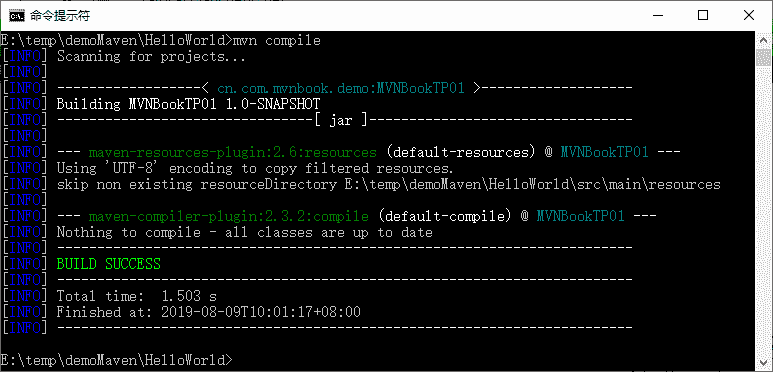 命令提示符
E:\temp\demoMaven\HelloWorld>mvn compile
[INFO] Scanning for projects...
[INFO]
[INFO] ------------------< cn.com.mvnbook.demo:MVNBookTP01 >-------------------
[INFO] Building MVNBookTP01 1.0-SNAPSHOT
[INFO] --------------------------------[ jar ]---------------------------------
[INFO]
[INFO] --- maven-resources-plugin:2.6:resources (default-resources) @ MVNBookTP01 ---
[INFO] Using 'UTF-8' encoding to copy filtered resources.
[INFO] skip non existing resourceDirectory E:\temp\demoMaven\HelloWorld\src\main\resources
[INFO]
[INFO] --- maven-compiler-plugin:2.3.2:compile (default-compile) @ MVNBookTP01 ---
[INFO] Nothing to compile - all classes are up to date
[INFO] ------------------------------------------------------------------------
[INFO] BUILD SUCCESS
[INFO] ------------------------------------------------------------------------
[INFO] Total time:  1.503 s
[INFO] Finished at: 2019-08-09T10:01:17+08:00
[INFO] ------------------------------------------------------------------------
E:\temp\demoMaven\HelloWorld>